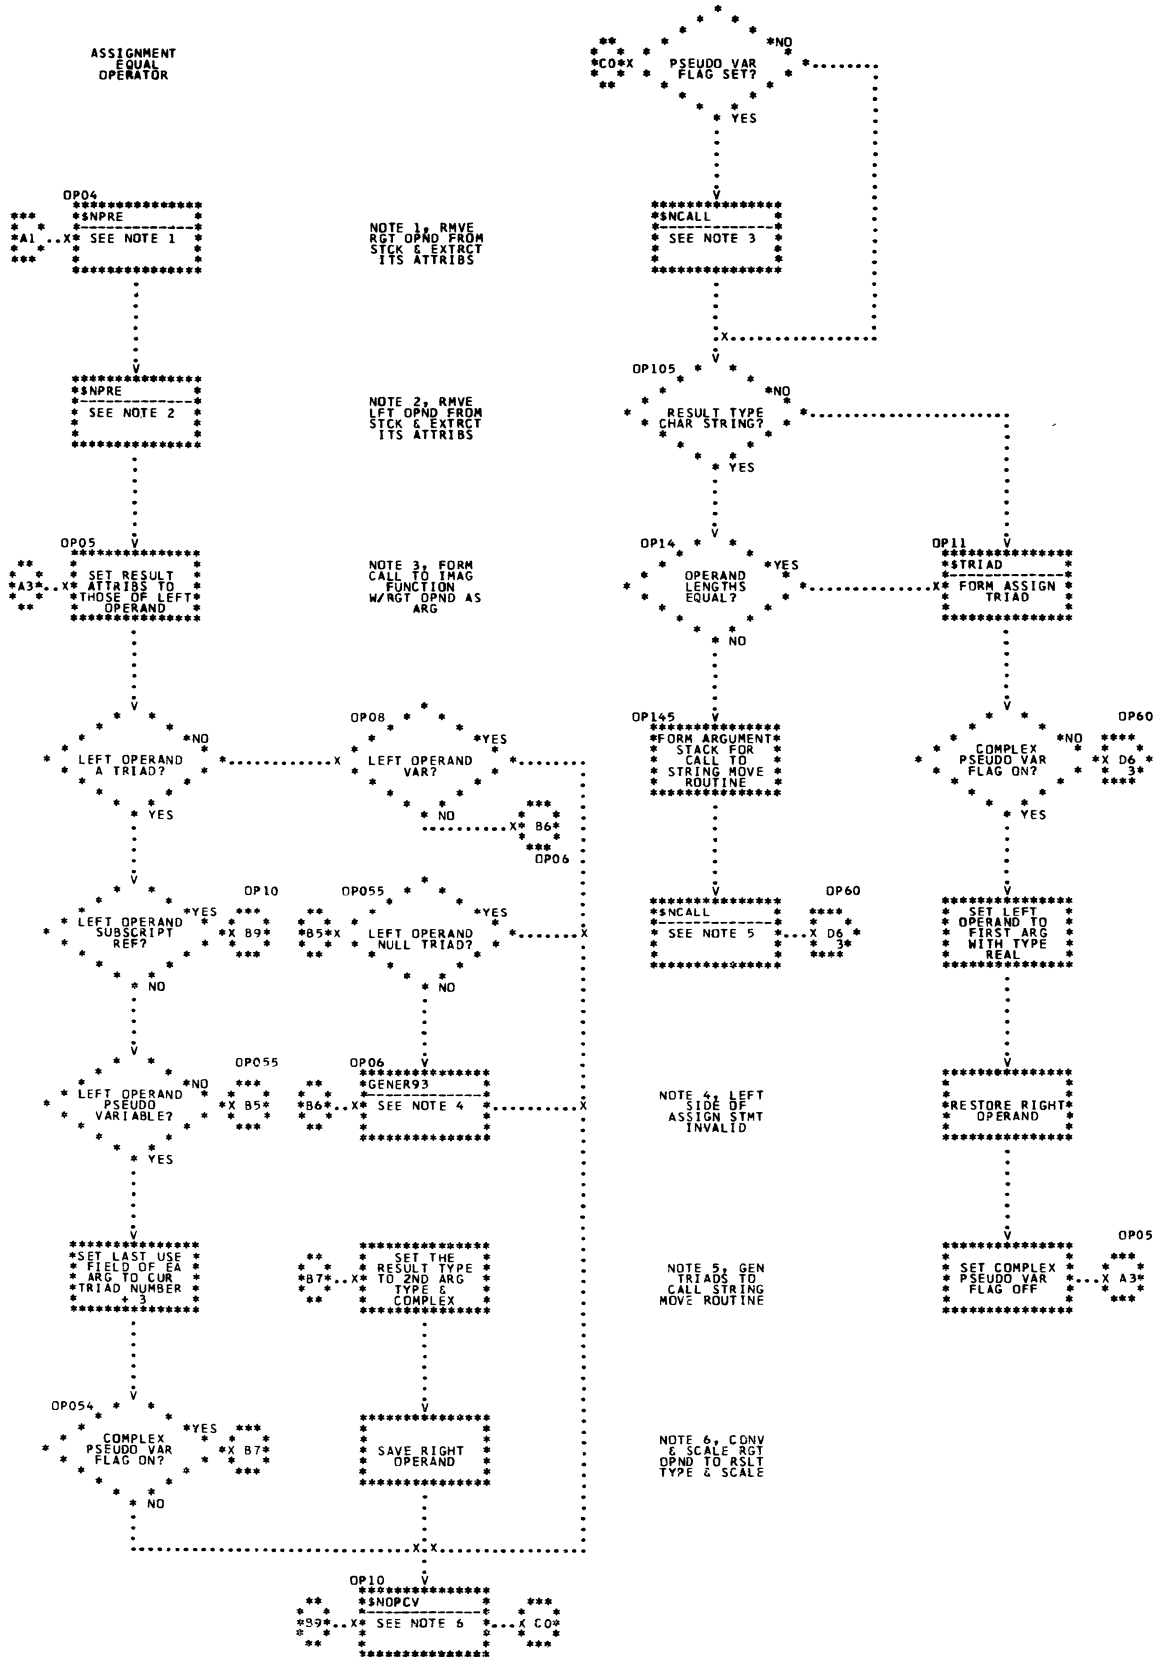 ASSIGNMENT
EQUAL
OPERATOR
OP04
A1
$NPRE
SEE NOTE 1
NOTE 1, RMVE
RGT OPND FROM
STCK & EXTRCT
ITS ATTRIBS
$NPRE
SEE NOTE 2
NOTE 2, RMVE
LFT OPND FROM
STCK & EXTRCT
ITS ATTRIBS
OP05
A3
SET RESULT
ATTRIBS TO
THOSE OF LEFT
OPERAND
NOTE 3, FORM
CALL TO IMAG
FUNCTION
W/RGT OPND AS
ARG
LEFT OPERAND
A TRIAD?
NO
YES
OP08
LEFT OPERAND
VAR?
YES
NO
B6
OP06
LEFT OPERAND
SUBSCRIPT
REF?
YES
NO
OP10
B9
OP055
B5
LEFT OPERAND
NULL TRIAD?
YES
NO
LEFT OPERAND
PSEUDO
VARIABLE?
NO
YES
OP055
B5
OP06
B6
GENER93
SEE NOTE 4
NOTE 4, LEFT
SIDE OF
ASSIGN STMT
INVALID
SET LAST USE
FIELD OF EA
ARG TO CUR
TRIAD NUMBER
+ 3
B7
SET THE
RESULT TYPE
TO 2ND ARG
TYPE &
COMPLEX
NOTE 5, GEN
TRIADS TO
CALL STRING
MOVE ROUTINE
OP054
COMPLEX
PSEUDO VAR
FLAG ON?
YES
NO
B7
SAVE RIGHT
OPERAND
NOTE 6, CONV
& SCALE RGT
OPND TO RSLT
TYPE & SCALE
OP10
B9
$NOPCV
SEE NOTE 6
C0
C0
PSEUDO VAR
FLAG SET?
NO
YES
$NCALL
SEE NOTE 3
OP105
RESULT TYPE
CHAR STRING?
NO
YES
OP14
OPERAND
LENGTHS
EQUAL?
YES
NO
OP11
$TRIAD
FORM ASSIGN
TRIAD
OP145
FORM ARGUMENT
STACK FOR
CALL TO
STRING MOVE
ROUTINE
COMPLEX
PSEUDO VAR
FLAG ON?
NO
YES
OP60
D6
3
$NCALL
SEE NOTE 5
OP60
D6
3
SET LEFT
OPERAND TO
FIRST ARG
WITH TYPE
REAL
RESTORE RIGHT
OPERAND
SET COMPLEX
PSEUDO VAR
FLAG OFF
OP05
A3